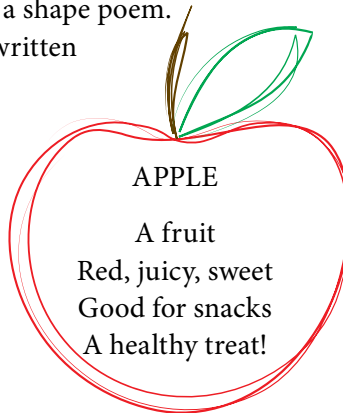 a shape poem.
written
APPLE
A fruit
Red, juicy, sweet
Good for snacks
A healthy treat!